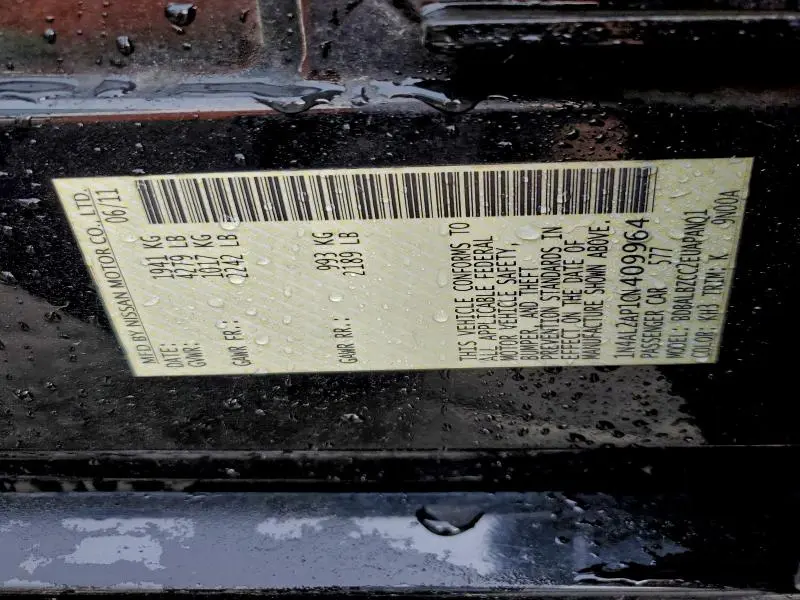 MFD BY NISSAN MOTOR CO., LTD.
DATE: 06/11
GVWR: 1941 KG
4279 LB
GAWR FR.: 1017 KG
2242 LB
GAWR RR.: 993 KG
2189 LB
THIS VEHICLE CONFORMS TO
ALL APPLICABLE FEDERAL
MOTOR VEHICLE SAFETY,
BUMPER, AND THEFT
PREVENTION STANDARDS IN
EFFECT ON THE DATE OF
MANUFACTURE SHOWN ABOVE.
1N4AL2AP1CN409964
PASSENGER CAR 577
MODEL:
COLOR: KH3 TRIM: K 9N00A